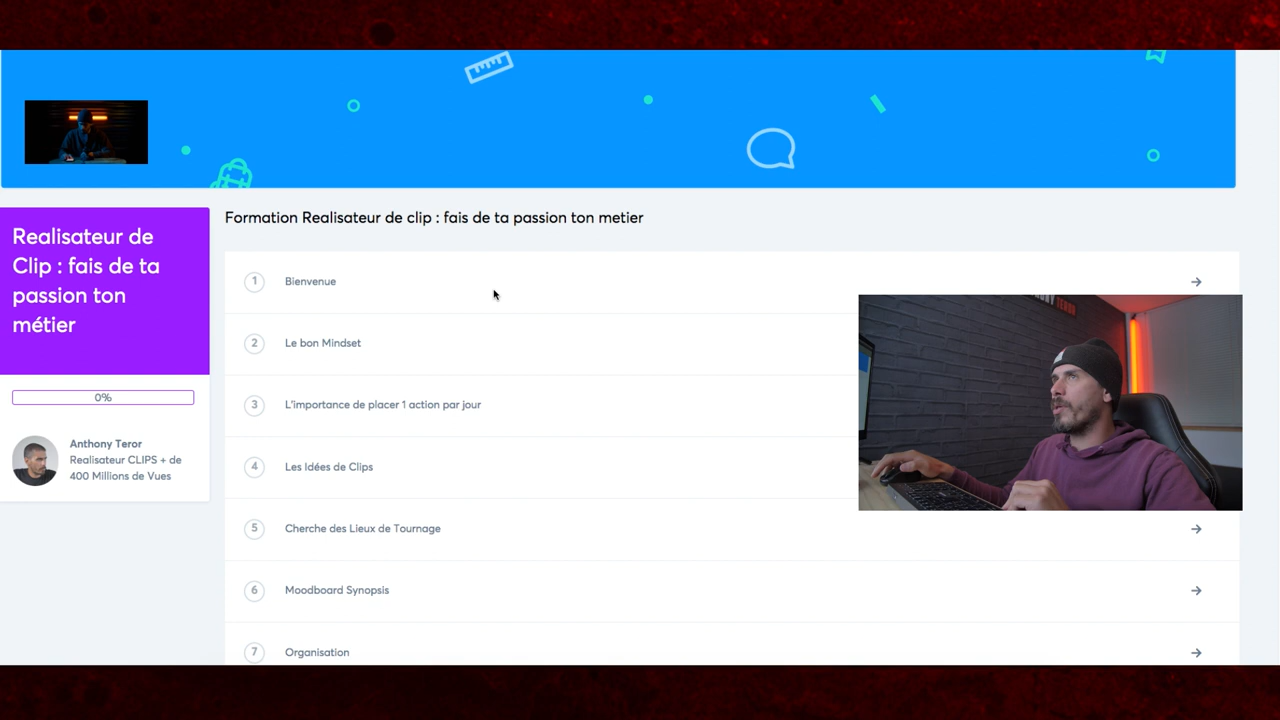 Realisateur de
Clip : fais de ta
passion ton
métier
0%
Anthony Teror
Realisateur CLIPS + de
400 Millions de Vues
Formation Realisateur de clip : fais de ta passion ton metier
1 Bienvenue
2 Le bon Mindset
3 L'importance de placer 1 action par jour
4 Les Idées de Clips
5 Cherche des Lieux de Tournage
6 Moodboard Synopsis
7 Organisation
TEROR